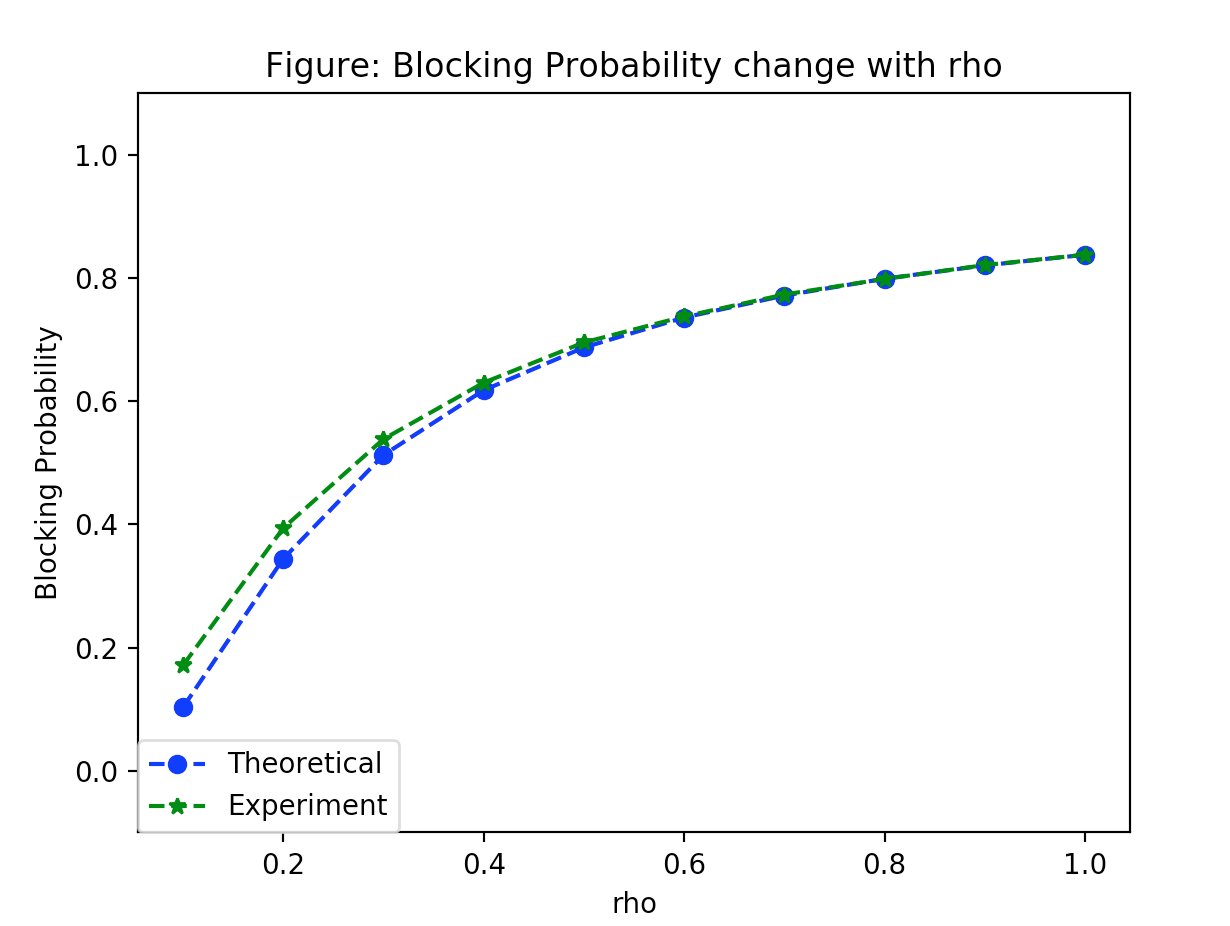 Figure: Blocking Probability change with rho
Blocking Probability
1.0
0.8
0.6
0.4
0.2
0.0
Theoretical
Experiment
0.2 0.4 0.6 0.8 1.0
rho